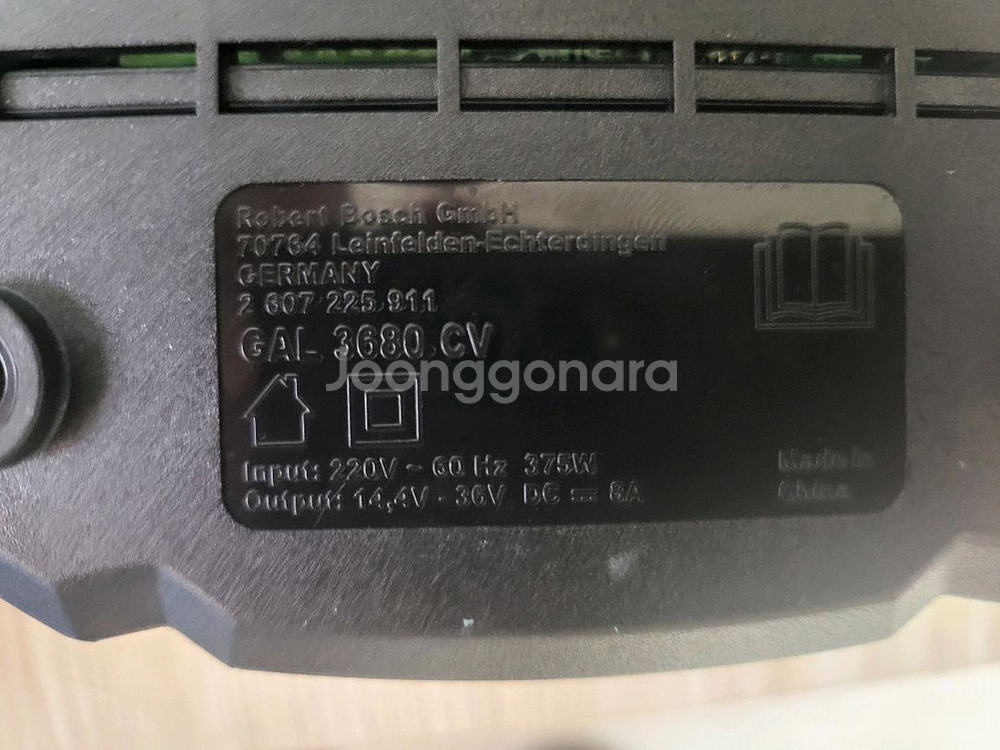 Robert Bosch GmbH
70764 Leinfelden-Echterdingen
GERMANY
2 607 225 911
GAL 3680 CV
Joonggonara
Input: 220V ~ 60 Hz 375W
Output: 14,4V - 36V DC ⎓ 8A
Made in
China